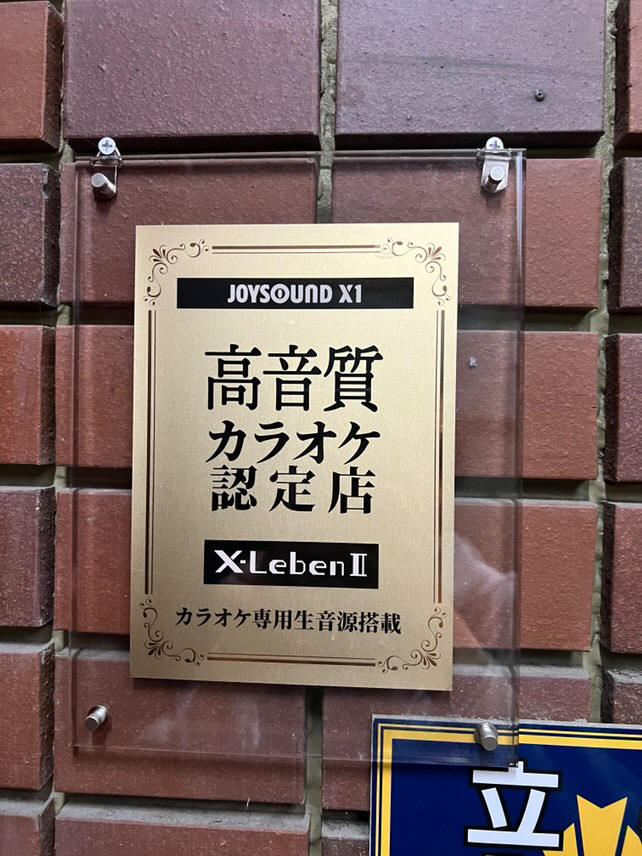 JOYSOUND X1
高音質
カラオケ
認定店
X-Leben II
カラオケ専用生音源搭載
立